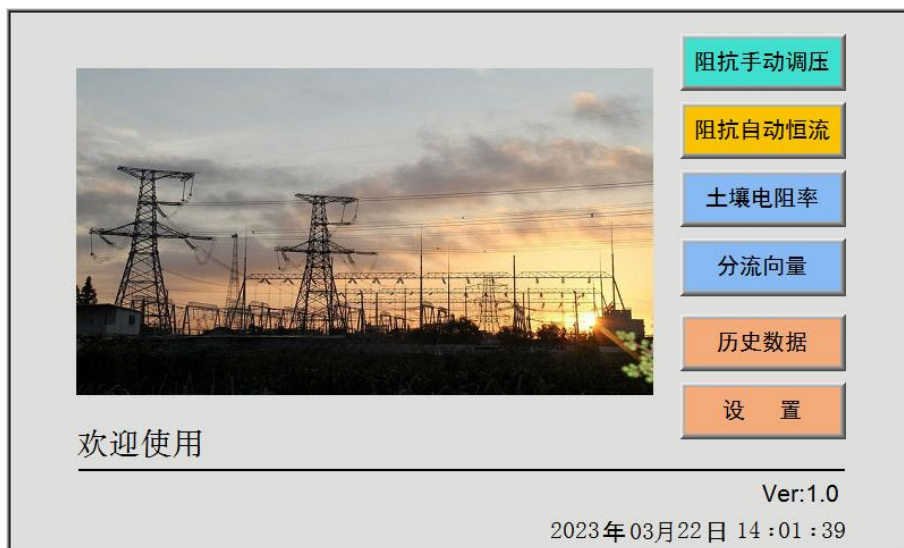 阻抗手动调压
阻抗自动恒流
土壤电阻率
分流向量
历史数据
设 置
欢迎使用
Ver:1.0
2023年03月22日 14:01:39